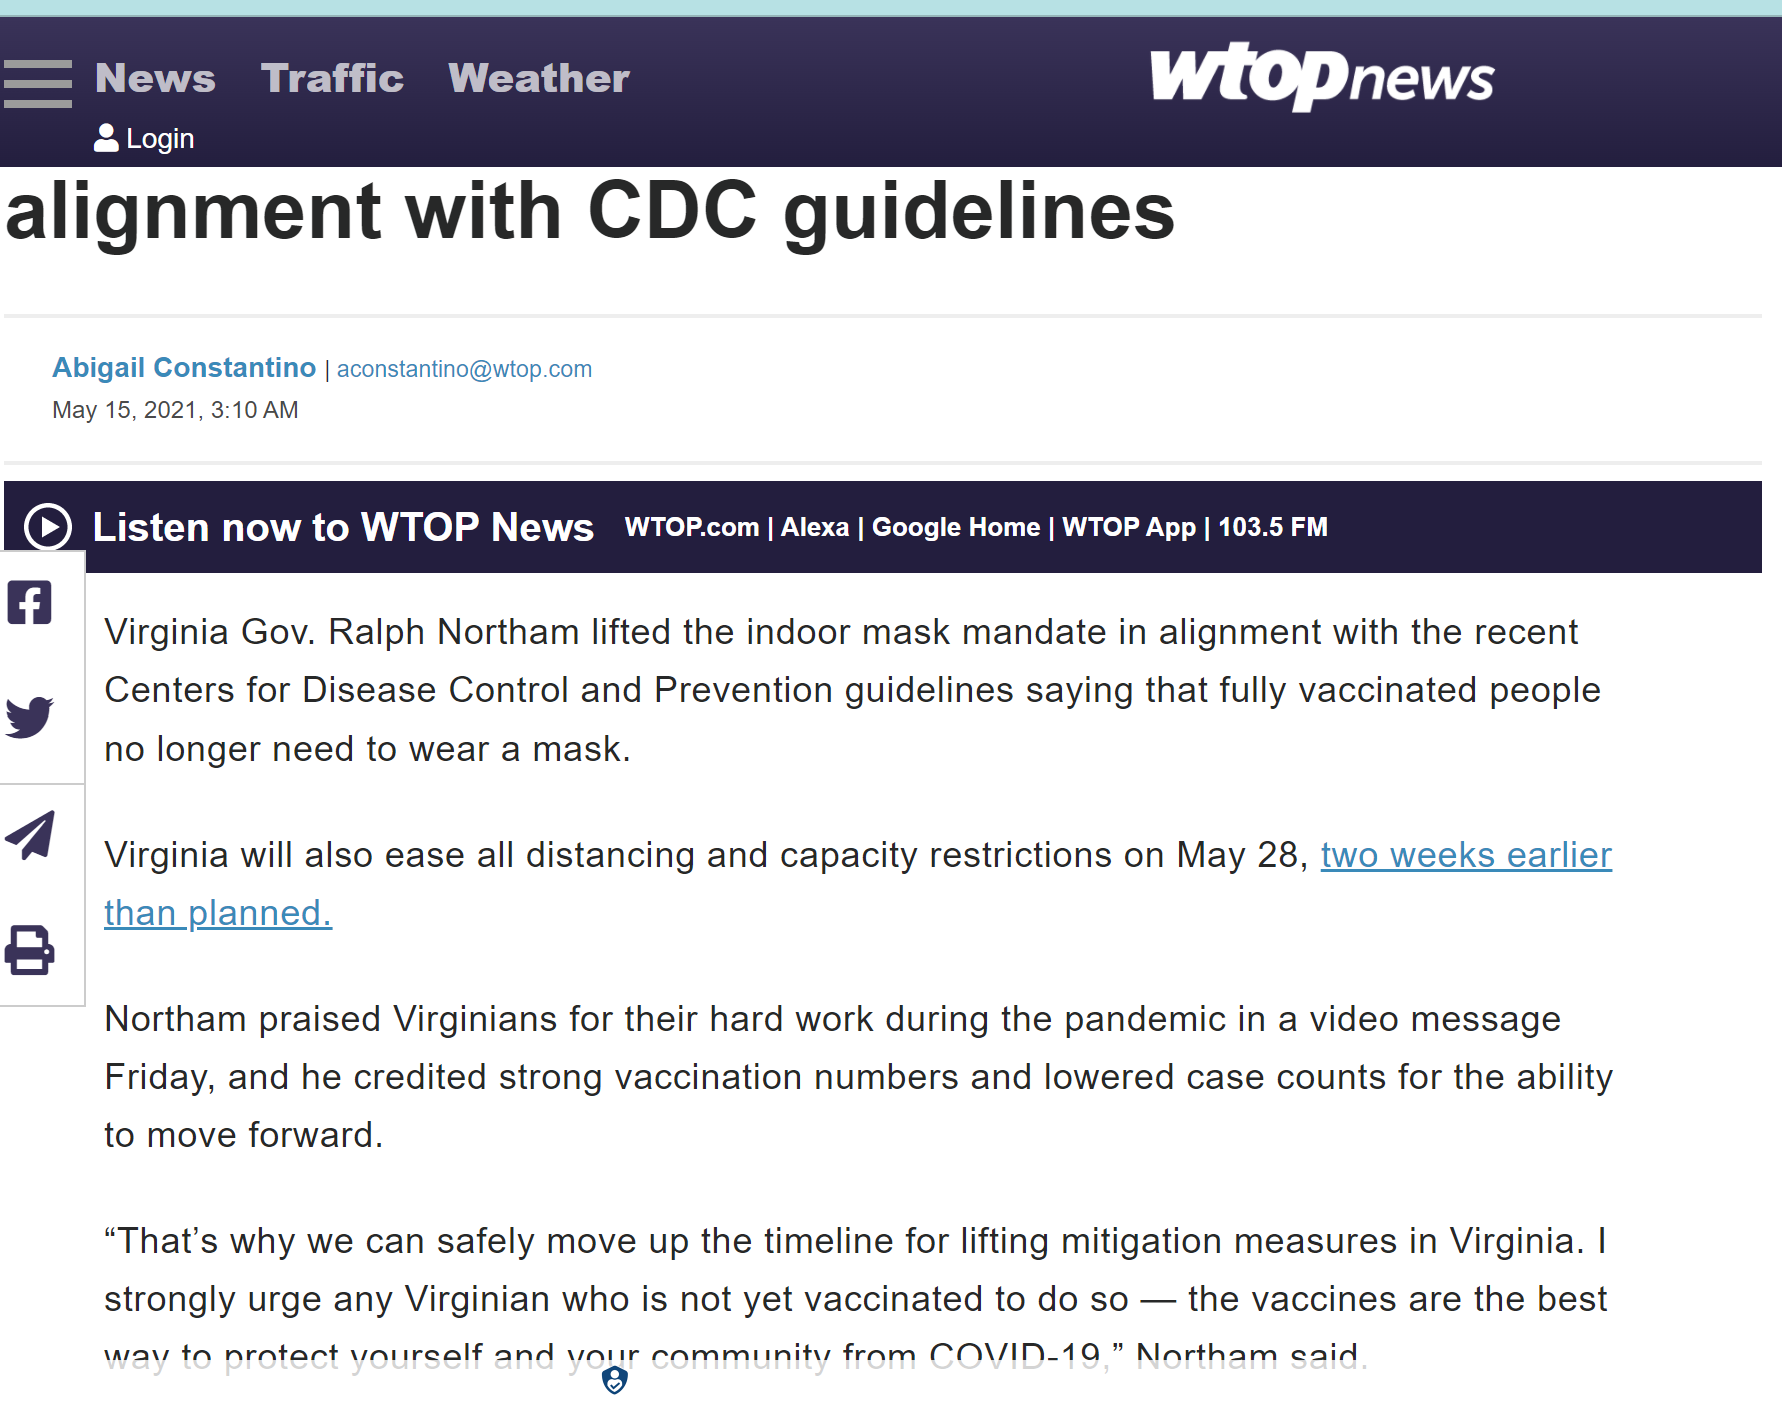 News Traffic Weather
wtopnews
Login
alignment with CDC guidelines
Abigail Constantino | aconstantino@wtop.com
May 15, 2021, 3:10 AM
Listen now to WTOP News WTOP.com | Alexa | Google Home | WTOP App | 103.5 FM
Virginia Gov. Ralph Northam lifted the indoor mask mandate in alignment with the recent
Centers for Disease Control and Prevention guidelines saying that fully vaccinated people
no longer need to wear a mask.
Virginia will also ease all distancing and capacity restrictions on May 28, two weeks earlier
than planned.
Northam praised Virginians for their hard work during the pandemic in a video message
Friday, and he credited strong vaccination numbers and lowered case counts for the ability
to move forward.
“That’s why we can safely move up the timeline for lifting mitigation measures in Virginia. I
strongly urge any Virginian who is not yet vaccinated to do so — the vaccines are the best
way to protect yourself and your community from COVID-19,” Northam said.